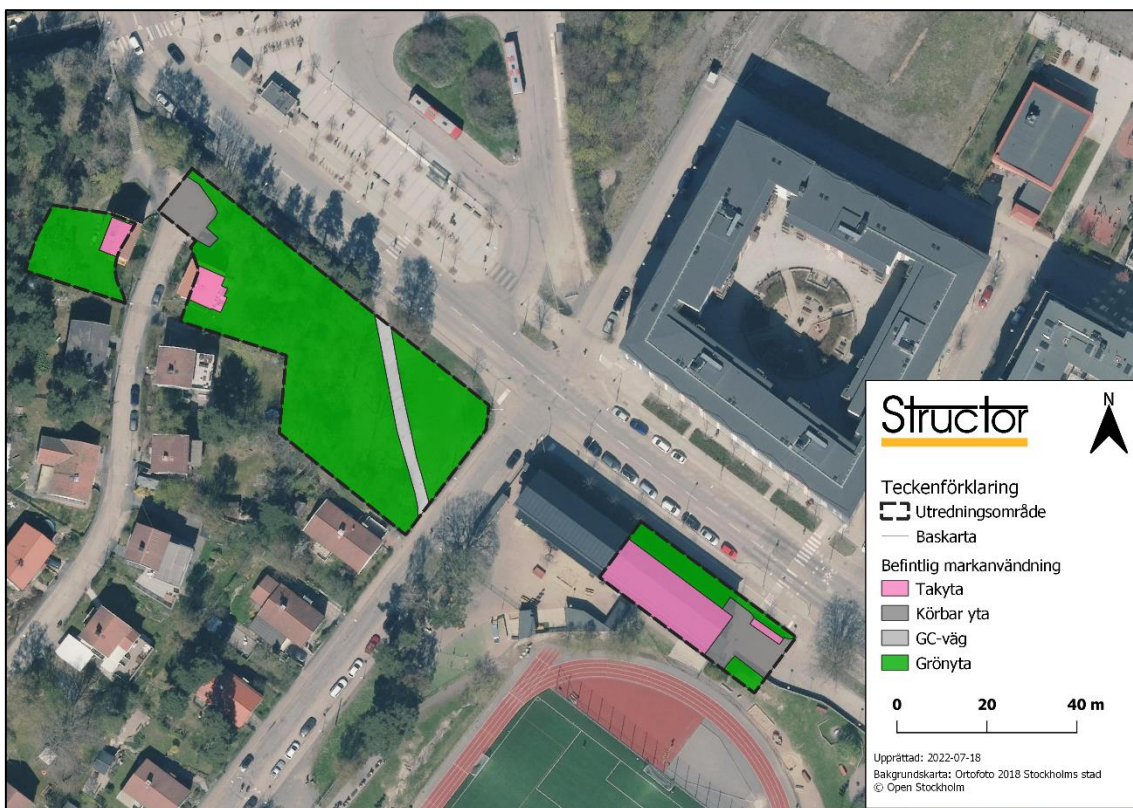 Structor
N
Teckenförklaring
Utredningsområde
Baskarta
Befintlig markanvändning
Takyta
Körbar yta
GC-väg
Grönyta
0 20 40 m
Upprättad: 2022-07-18
Bakgrundskarta: Ortofoto 2018 Stockholms stad
© Open Stockholm